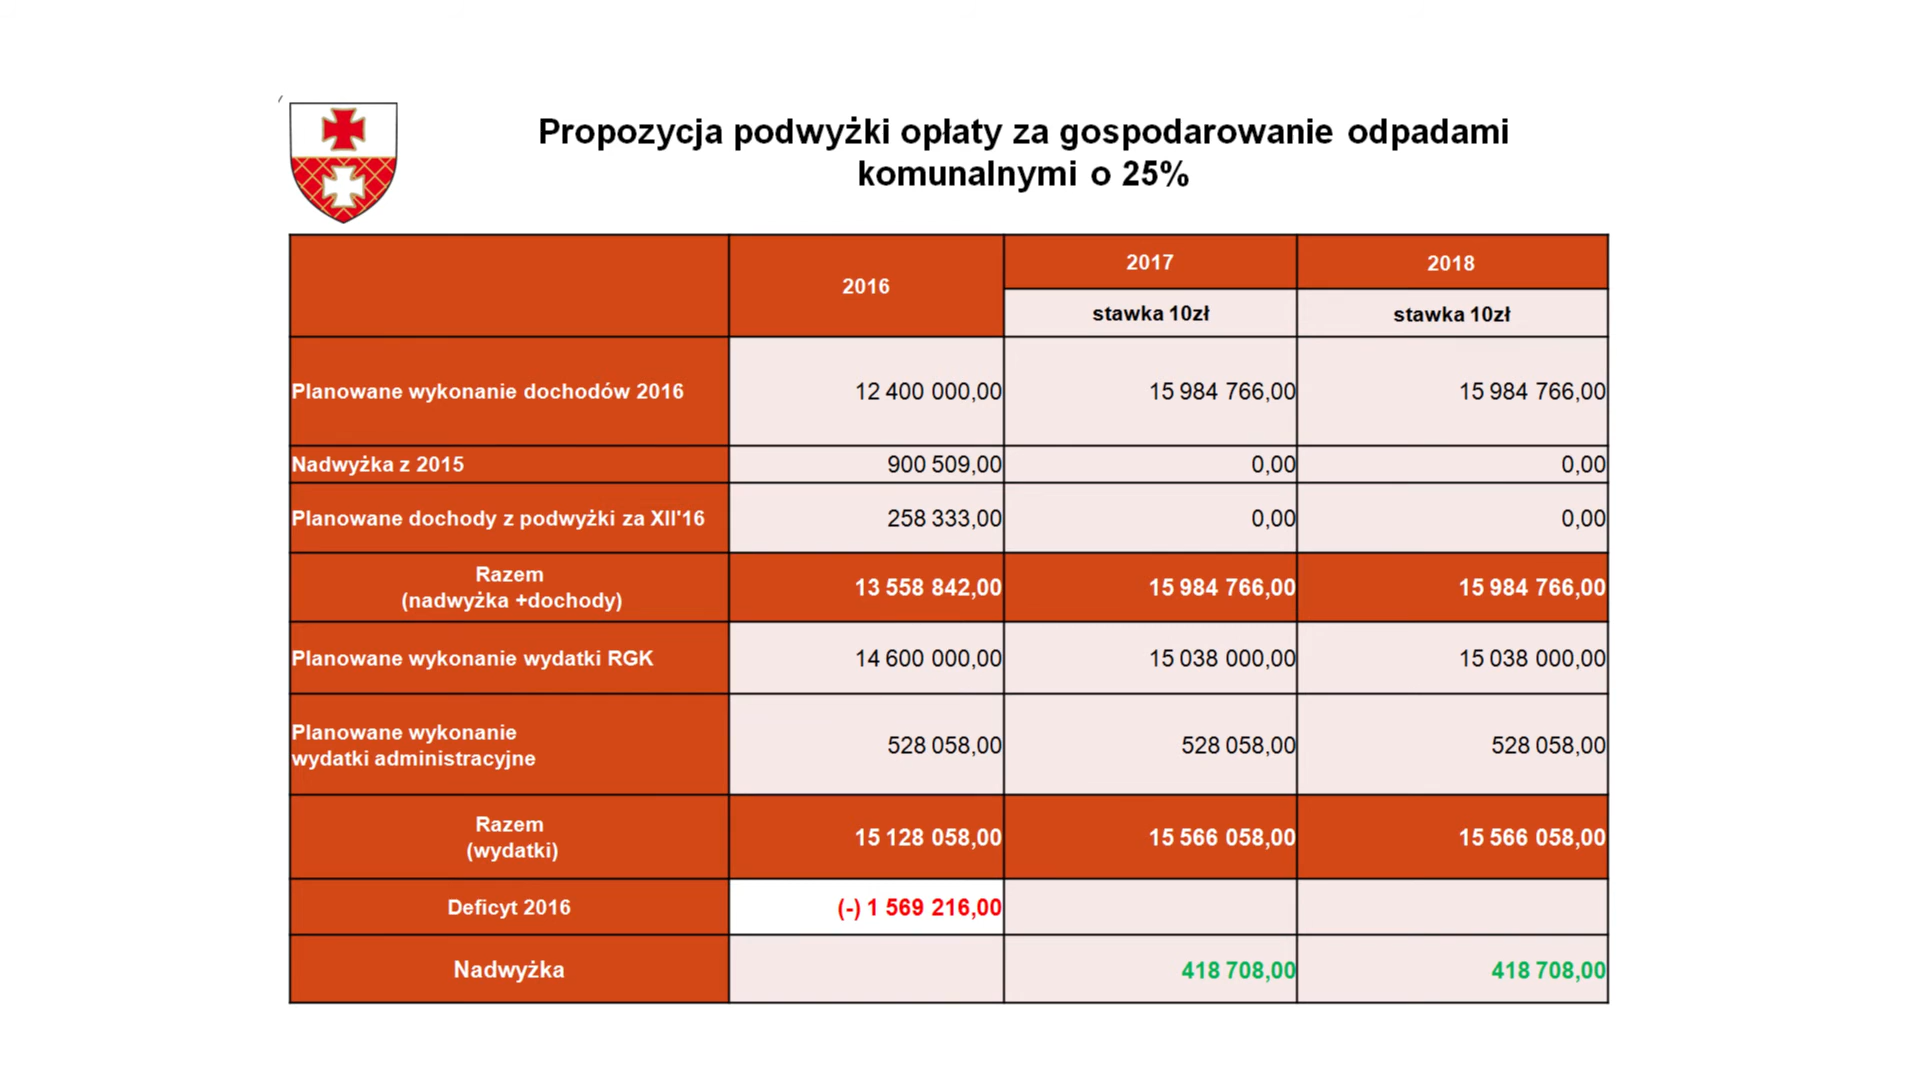 Propozycja podwyżki opłaty za gospodarowanie odpadami
komunalnymi o 25%
2016
2017
2018
stawka 10zł
stawka 10zł
Planowane wykonanie dochodów 2016
12 400 000,00
15 984 766,00
15 984 766,00
Nadwyżka z 2015
900 509,00
0,00
0,00
Planowane dochody z podwyżki za XII'16
258 333,00
0,00
0,00
Razem
(nadwyżka +dochody)
13 558 842,00
15 984 766,00
15 984 766,00
Planowane wykonanie wydatki RGK
14 600 000,00
15 038 000,00
15 038 000,00
Planowane wykonanie
wydatki administracyjne
528 058,00
528 058,00
528 058,00
Razem
(wydatki)
15 128 058,00
15 566 058,00
15 566 058,00
Deficyt 2016
(-) 1 569 216,00
Nadwyżka
418 708,00
418 708,00